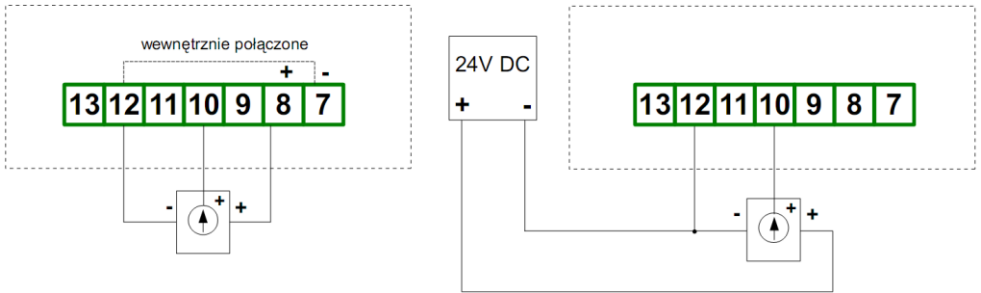 wewnętrznie połączone
+ -
13 12 11 10 9 8 7
- + +
24V DC
+ -
13 12 11 10 9 8 7
- + +